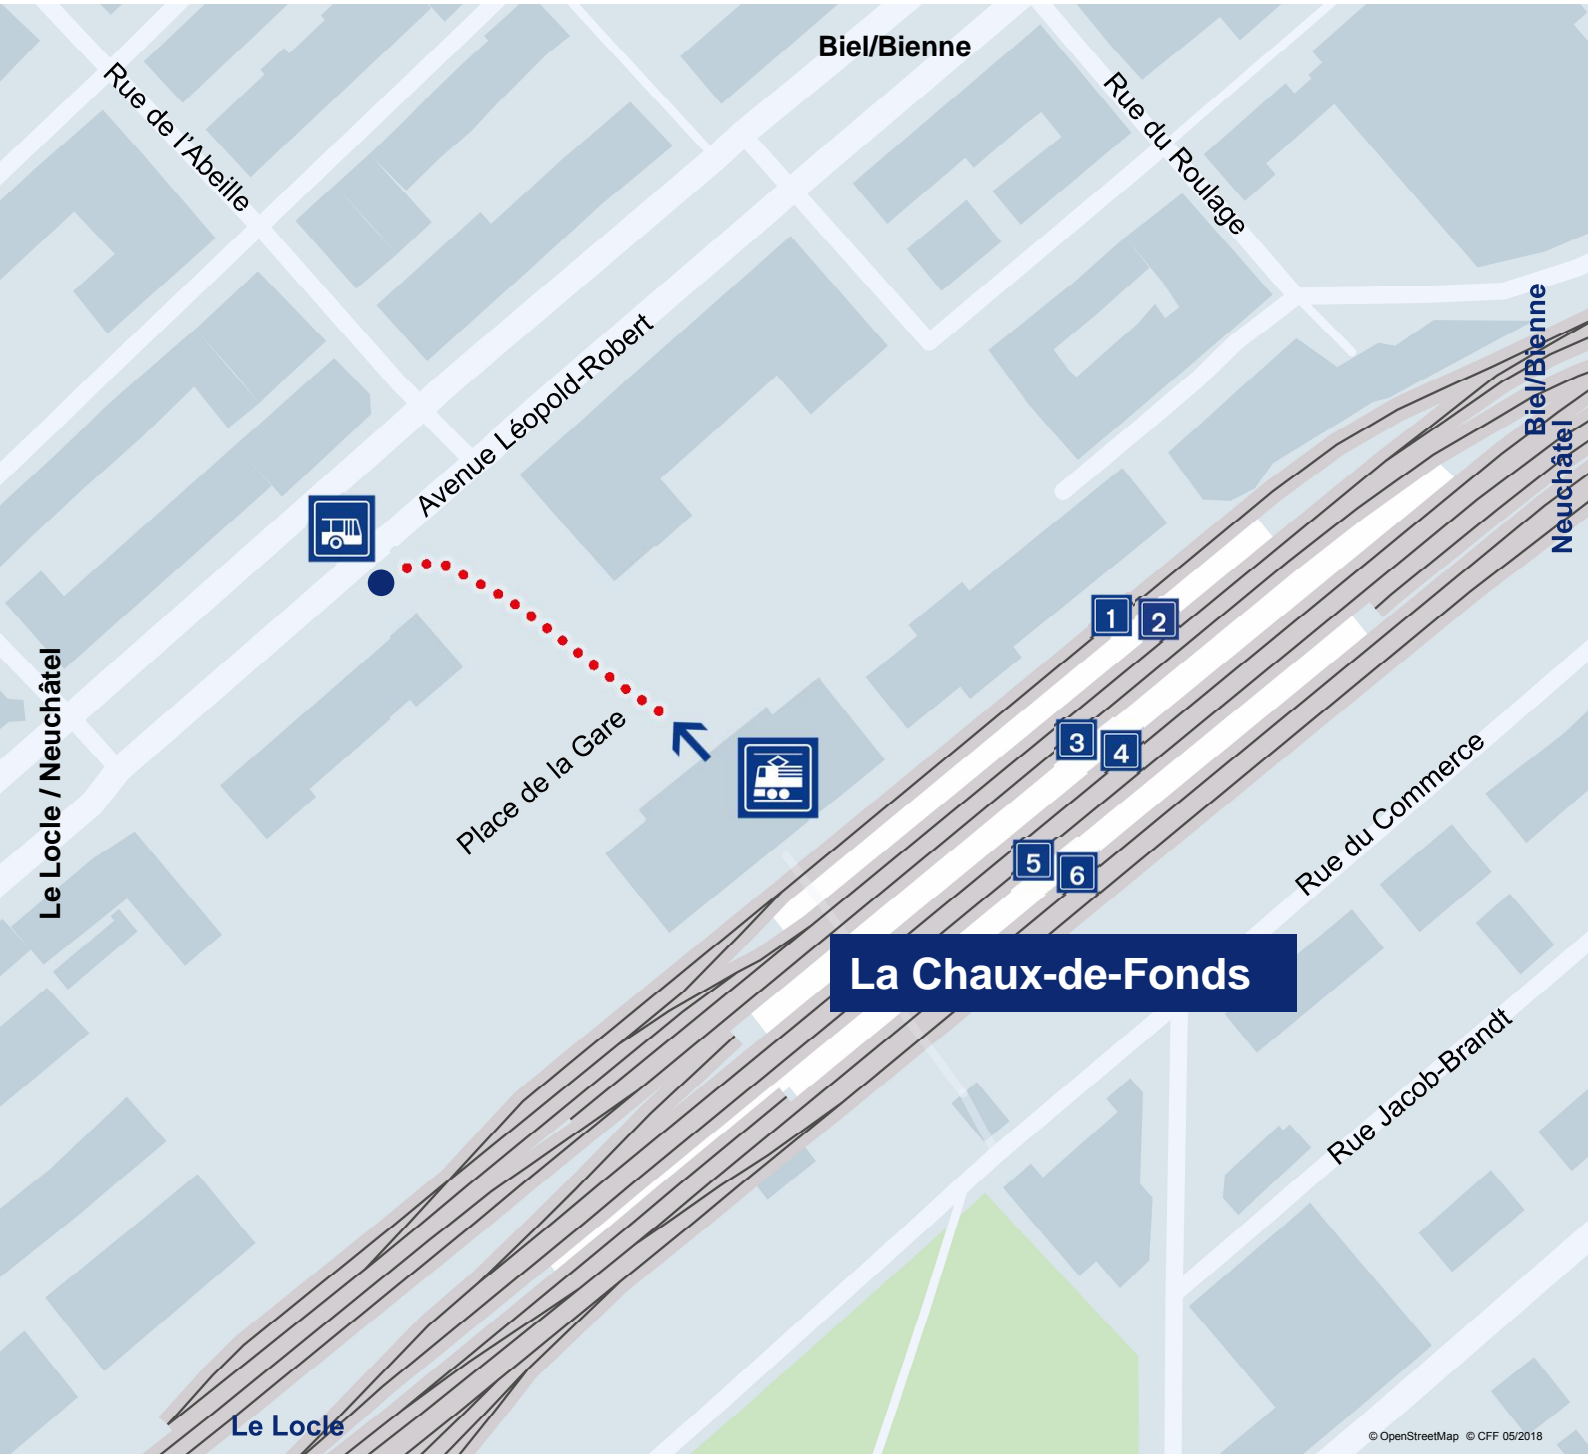 Biel/Bienne
Rue de l'Abeille
Rue du Roulage
Biel/Bienne
Neuchâtel
Avenue Léopold-Robert
1
2
Le Locle / Neuchâtel
Place de la Gare
3
4
Rue du Commerce
5
6
La Chaux-de-Fonds
Rue Jacob-Brandt
Le Locle
© OpenStreetMap © CFF 05/2018